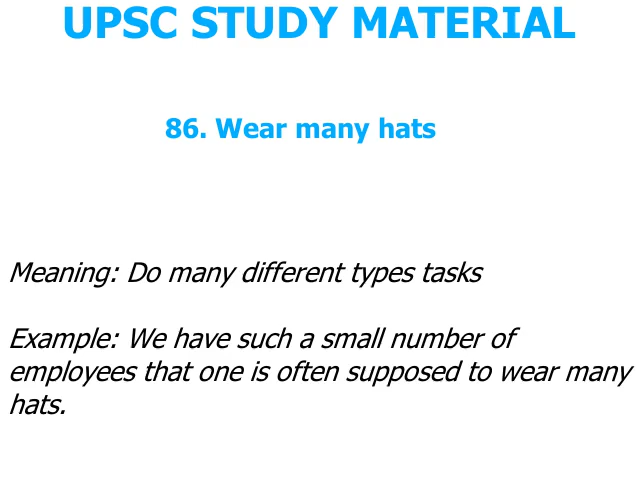 UPSC STUDY MATERIAL
86. Wear many hats
Meaning: Do many different types tasks
Example: We have such a small number of
employees that one is often supposed to wear many
hats.